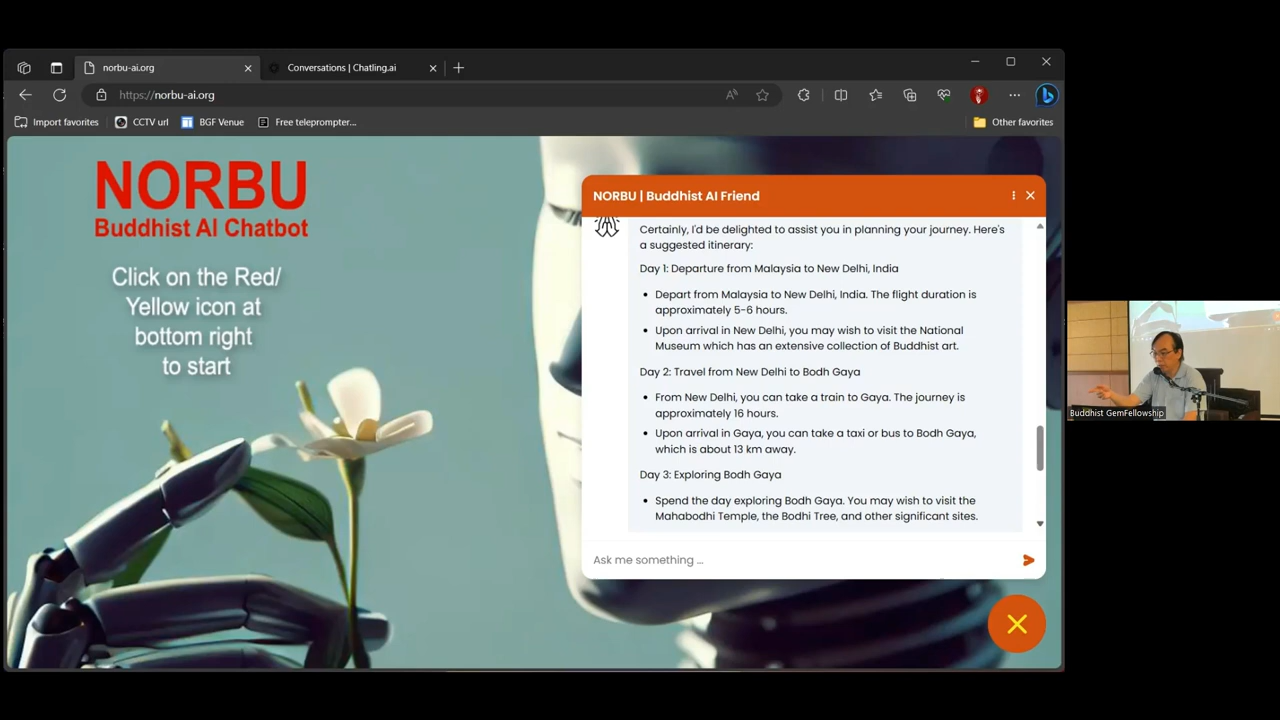 norbu-ai.org
Conversations | Chatling.ai
https://norbu-ai.org
Import favorites
CCTV url
BGF Venue
Free teleprompter...
Other favorites
NORBU
Buddhist AI Chatbot
Click on the Red/
Yellow icon at
bottom right
to start
NORBU | Buddhist AI Friend
Certainly, I'd be delighted to assist you in planning your journey. Here's
a suggested itinerary:
Day 1: Departure from Malaysia to New Delhi, India
• Depart from Malaysia to New Delhi, India. The flight duration is
approximately 5-6 hours.
• Upon arrival in New Delhi, you may wish to visit the National
Museum which has an extensive collection of Buddhist art.
Day 2: Travel from New Delhi to Bodh Gaya
• From New Delhi, you can take a train to Gaya. The journey is
approximately 16 hours.
• Upon arrival in Gaya, you can take a taxi or bus to Bodh Gaya,
which is about 13 km away.
Day 3: Exploring Bodh Gaya
• Spend the day exploring Bodh Gaya. You may wish to visit the
Mahabodhi Temple, the Bodhi Tree, and other significant sites.
Ask me something ...
Buddhist GemFellowship